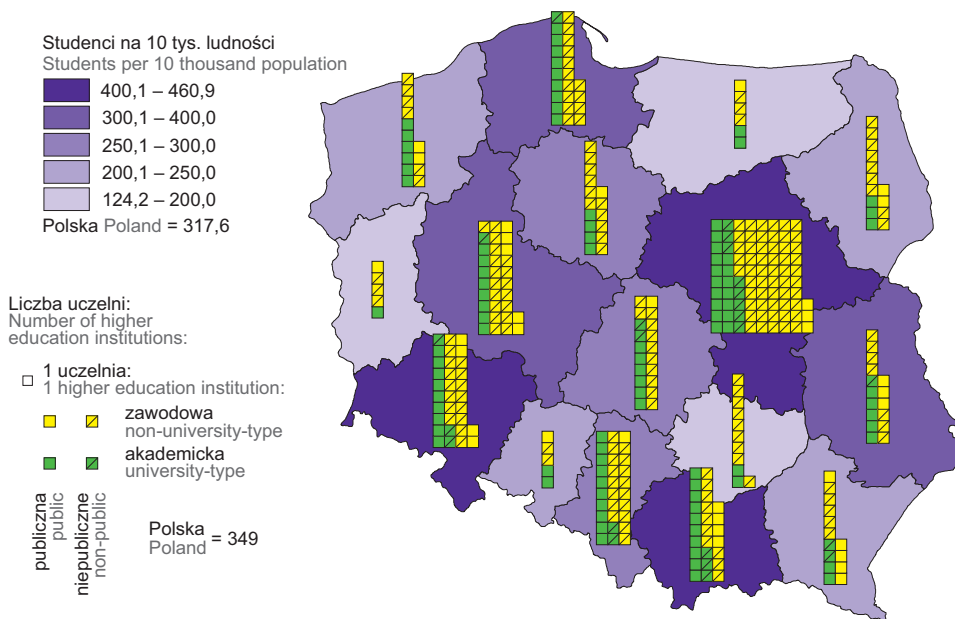 Studenci na 10 tys. ludności
Students per 10 thousand population
400,1 – 460,9
300,1 – 400,0
250,1 – 300,0
200,1 – 250,0
124,2 – 200,0
Polska Poland = 317,6
Liczba uczelni:
Number of higher
education institutions:
1 uczelnia:
1 higher education institution:
zawodowa
non-university-type
akademicka
university-type
publiczna
public
niepubliczne
non-public
Polska
Poland = 349